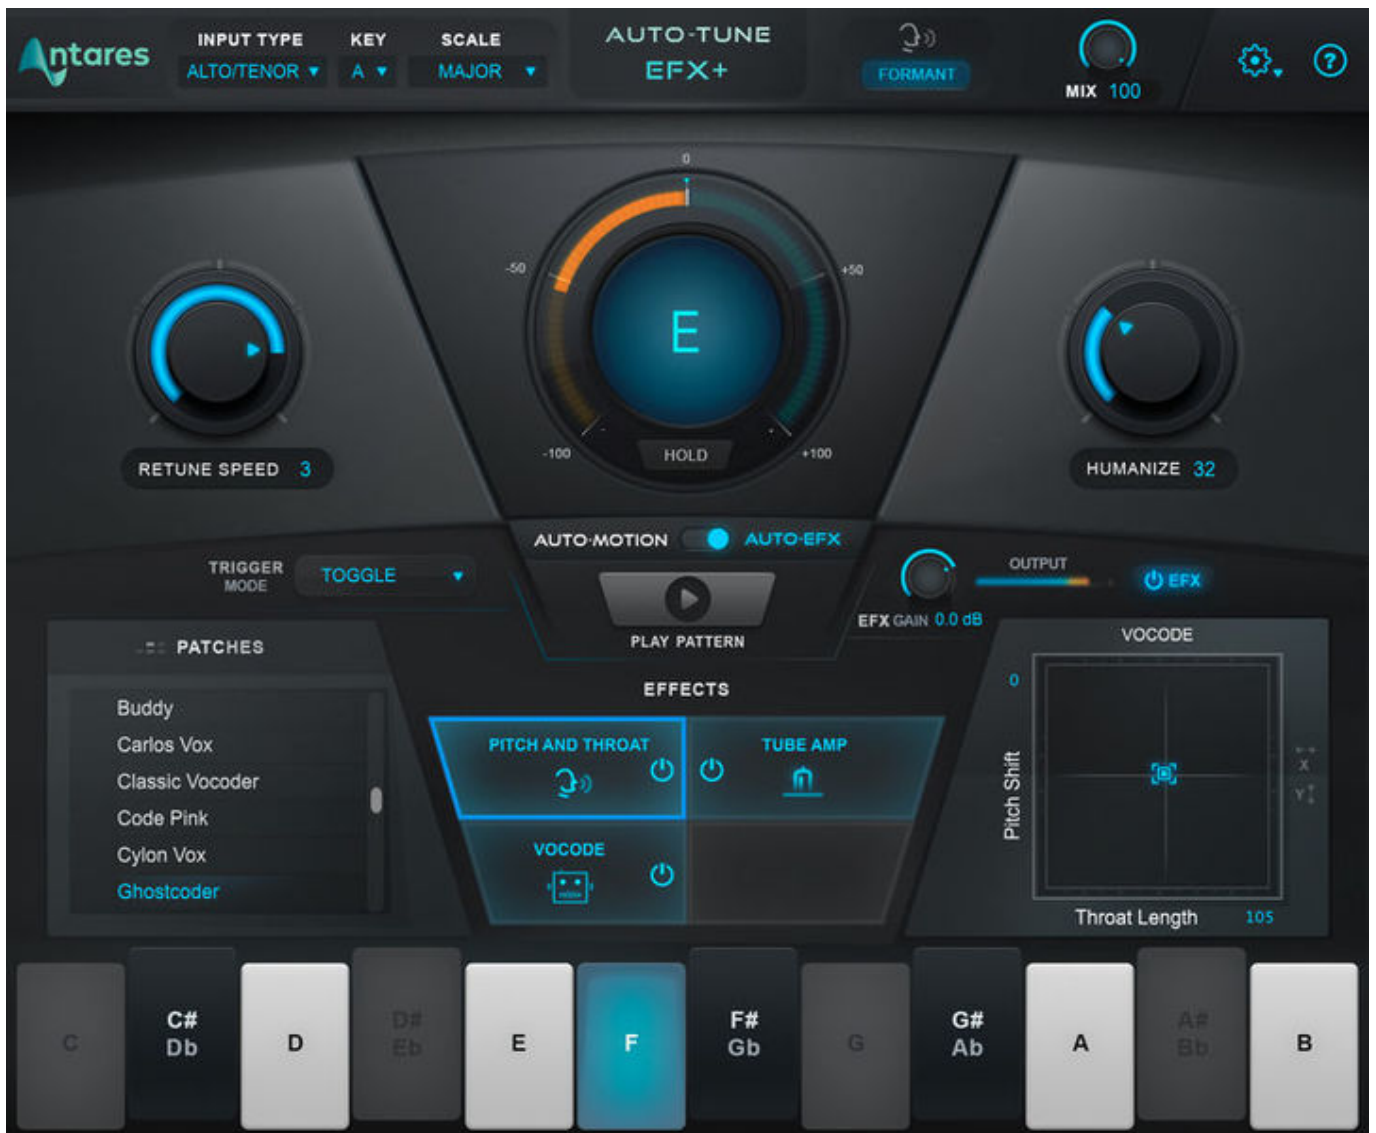 Antares
INPUT TYPE KEY SCALE
ALTO/TENOR A MAJOR
AUTO-TUNE
EFX+
FORMANT
MIX 100
?
0
-50 +50
E
-100 HOLD +100
RETUNE SPEED 3
HUMANIZE 32
AUTO-MOTION AUTO-EFX
TRIGGER
MODE
TOGGLE
PLAY PATTERN
EFX GAIN 0.0 dB
OUTPUT
EFX
PATCHES
Buddy
Carlos Vox
Classic Vocoder
Code Pink
Cylon Vox
Ghostcoder
EFFECTS
PITCH AND THROAT
TUBE AMP
VOCODE
VOCODE
0
Pitch Shift
X
Y
Throat Length 105
C
C#
Db
D
D#
Eb
E
F
F#
Gb
G
G#
Ab
A
A#
Bb
B